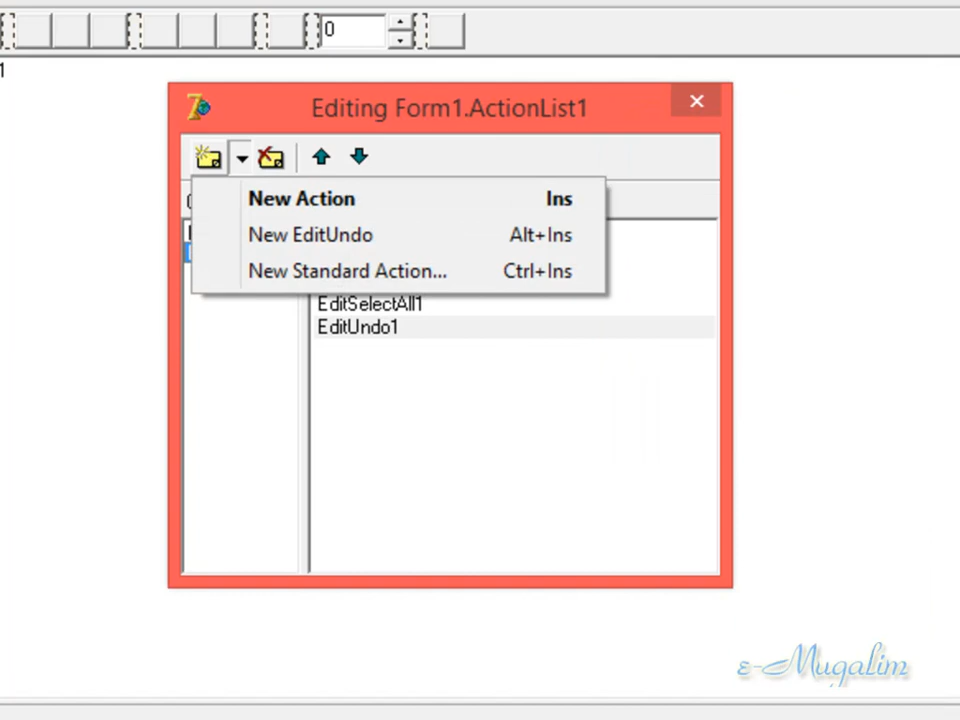 0
1
Editing Form1.ActionList1
New Action Ins
New EditUndo Alt+Ins
New Standard Action... Ctrl+Ins
EditSelectAll1
EditUndo1
ε-Mugalim